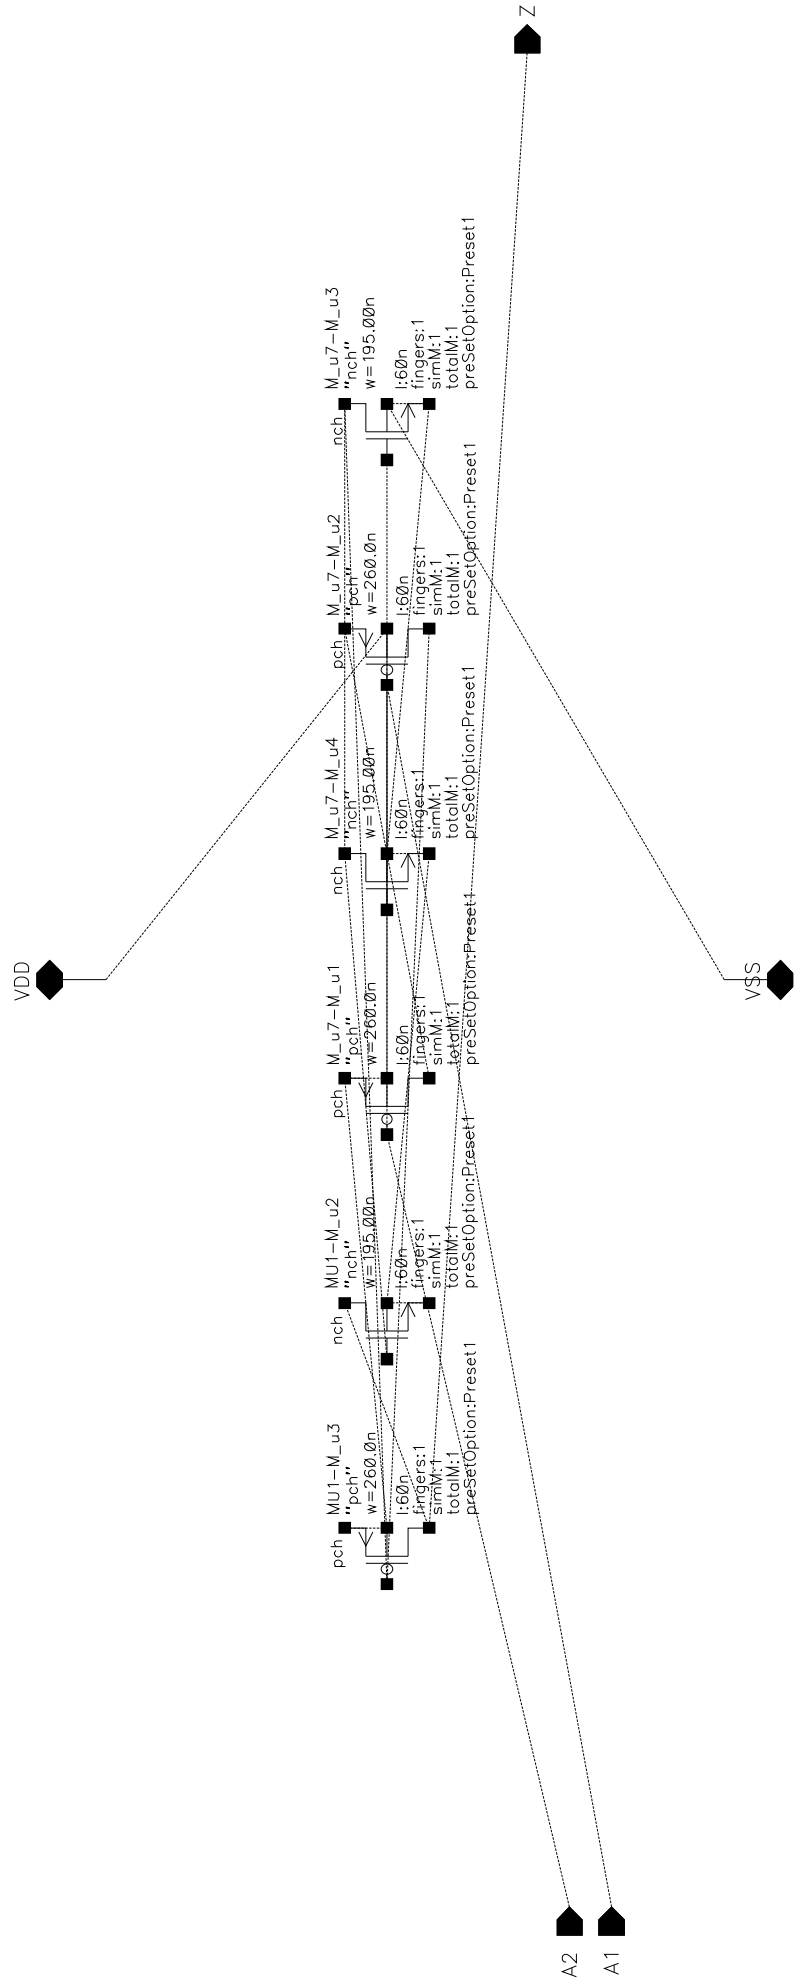 Z
M_u7-M_u3
"nch"
w=195.00n
l:60n
fingers:1
simM:1
totalM:1
preSetOption:Preset1
nch
M_u7-M_u2
"pch"
w=260.0n
l:60n
fingers:1
simM:1
totalM:1
preSetOption:Preset1
pch
M_u7-M_u4
"nch"
w=195.00n
l:60n
fingers:1
simM:1
totalM:1
preSetOption:Preset1
nch
VDD
VSS
M_u7-M_u1
"pch"
w=260.0n
l:60n
fingers:1
simM:1
totalM:1
preSetOption:Preset1
pch
MU1-M_u2
"nch"
w=195.00n
l:60n
fingers:1
simM:1
totalM:1
preSetOption:Preset1
nch
MU1-M_u3
"pch"
w=260.0n
l:60n
fingers:1
simM:1
totalM:1
preSetOption:Preset1
pch
A2
A1